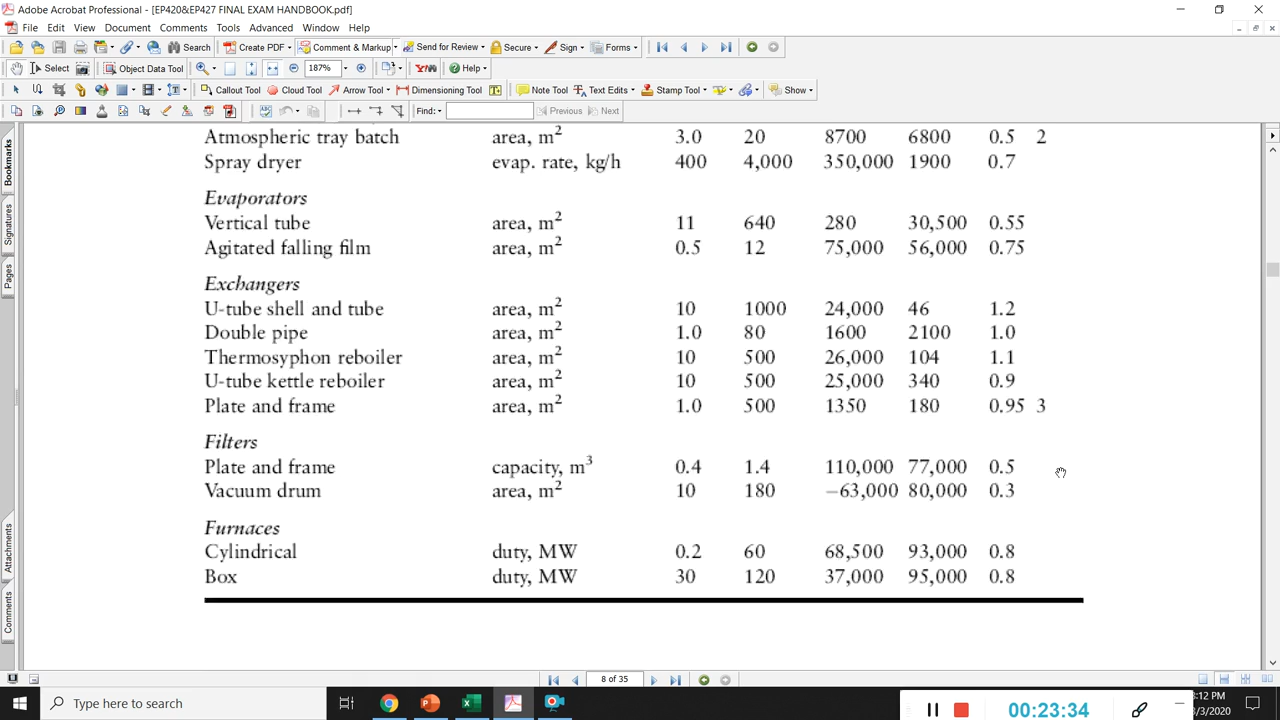 Adobe Acrobat Professional - [EP420&EP427 FINAL EXAM HANDBOOK.pdf]
File Edit View Document Comments Tools Advanced Window Help
Search Create PDF Comment & Markup Send for Review Secure Sign Forms
Select Object Data Tool 187% Y! Help
Callout Tool Cloud Tool Arrow Tool Dimensioning Tool Note Tool Text Edits Stamp Tool Show
Find: Previous Next
Atmospheric tray batch area, m² 3.0 20 8700 6800 0.5 2
Spray dryer evap. rate, kg/h 400 4,000 350,000 1900 0.7
Evaporators
Vertical tube area, m² 11 640 280 30,500 0.55
Agitated falling film area, m² 0.5 12 75,000 56,000 0.75
Exchangers
U-tube shell and tube area, m² 10 1000 24,000 46 1.2
Double pipe area, m² 1.0 80 1600 2100 1.0
Thermosyphon reboiler area, m² 10 500 26,000 104 1.1
U-tube kettle reboiler area, m² 10 500 25,000 340 0.9
Plate and frame area, m² 1.0 500 1350 180 0.95 3
Filters
Plate and frame capacity, m³ 0.4 1.4 110,000 77,000 0.5
Vacuum drum area, m² 10 180 −63,000 80,000 0.3
Furnaces
Cylindrical duty, MW 0.2 60 68,500 93,000 0.8
Box duty, MW 30 120 37,000 95,000 0.8
Bookmarks
Signatures
Pages
Attachments
Comments
8 of 35
Type here to search
00:23:34
:12 PM
/3/2020